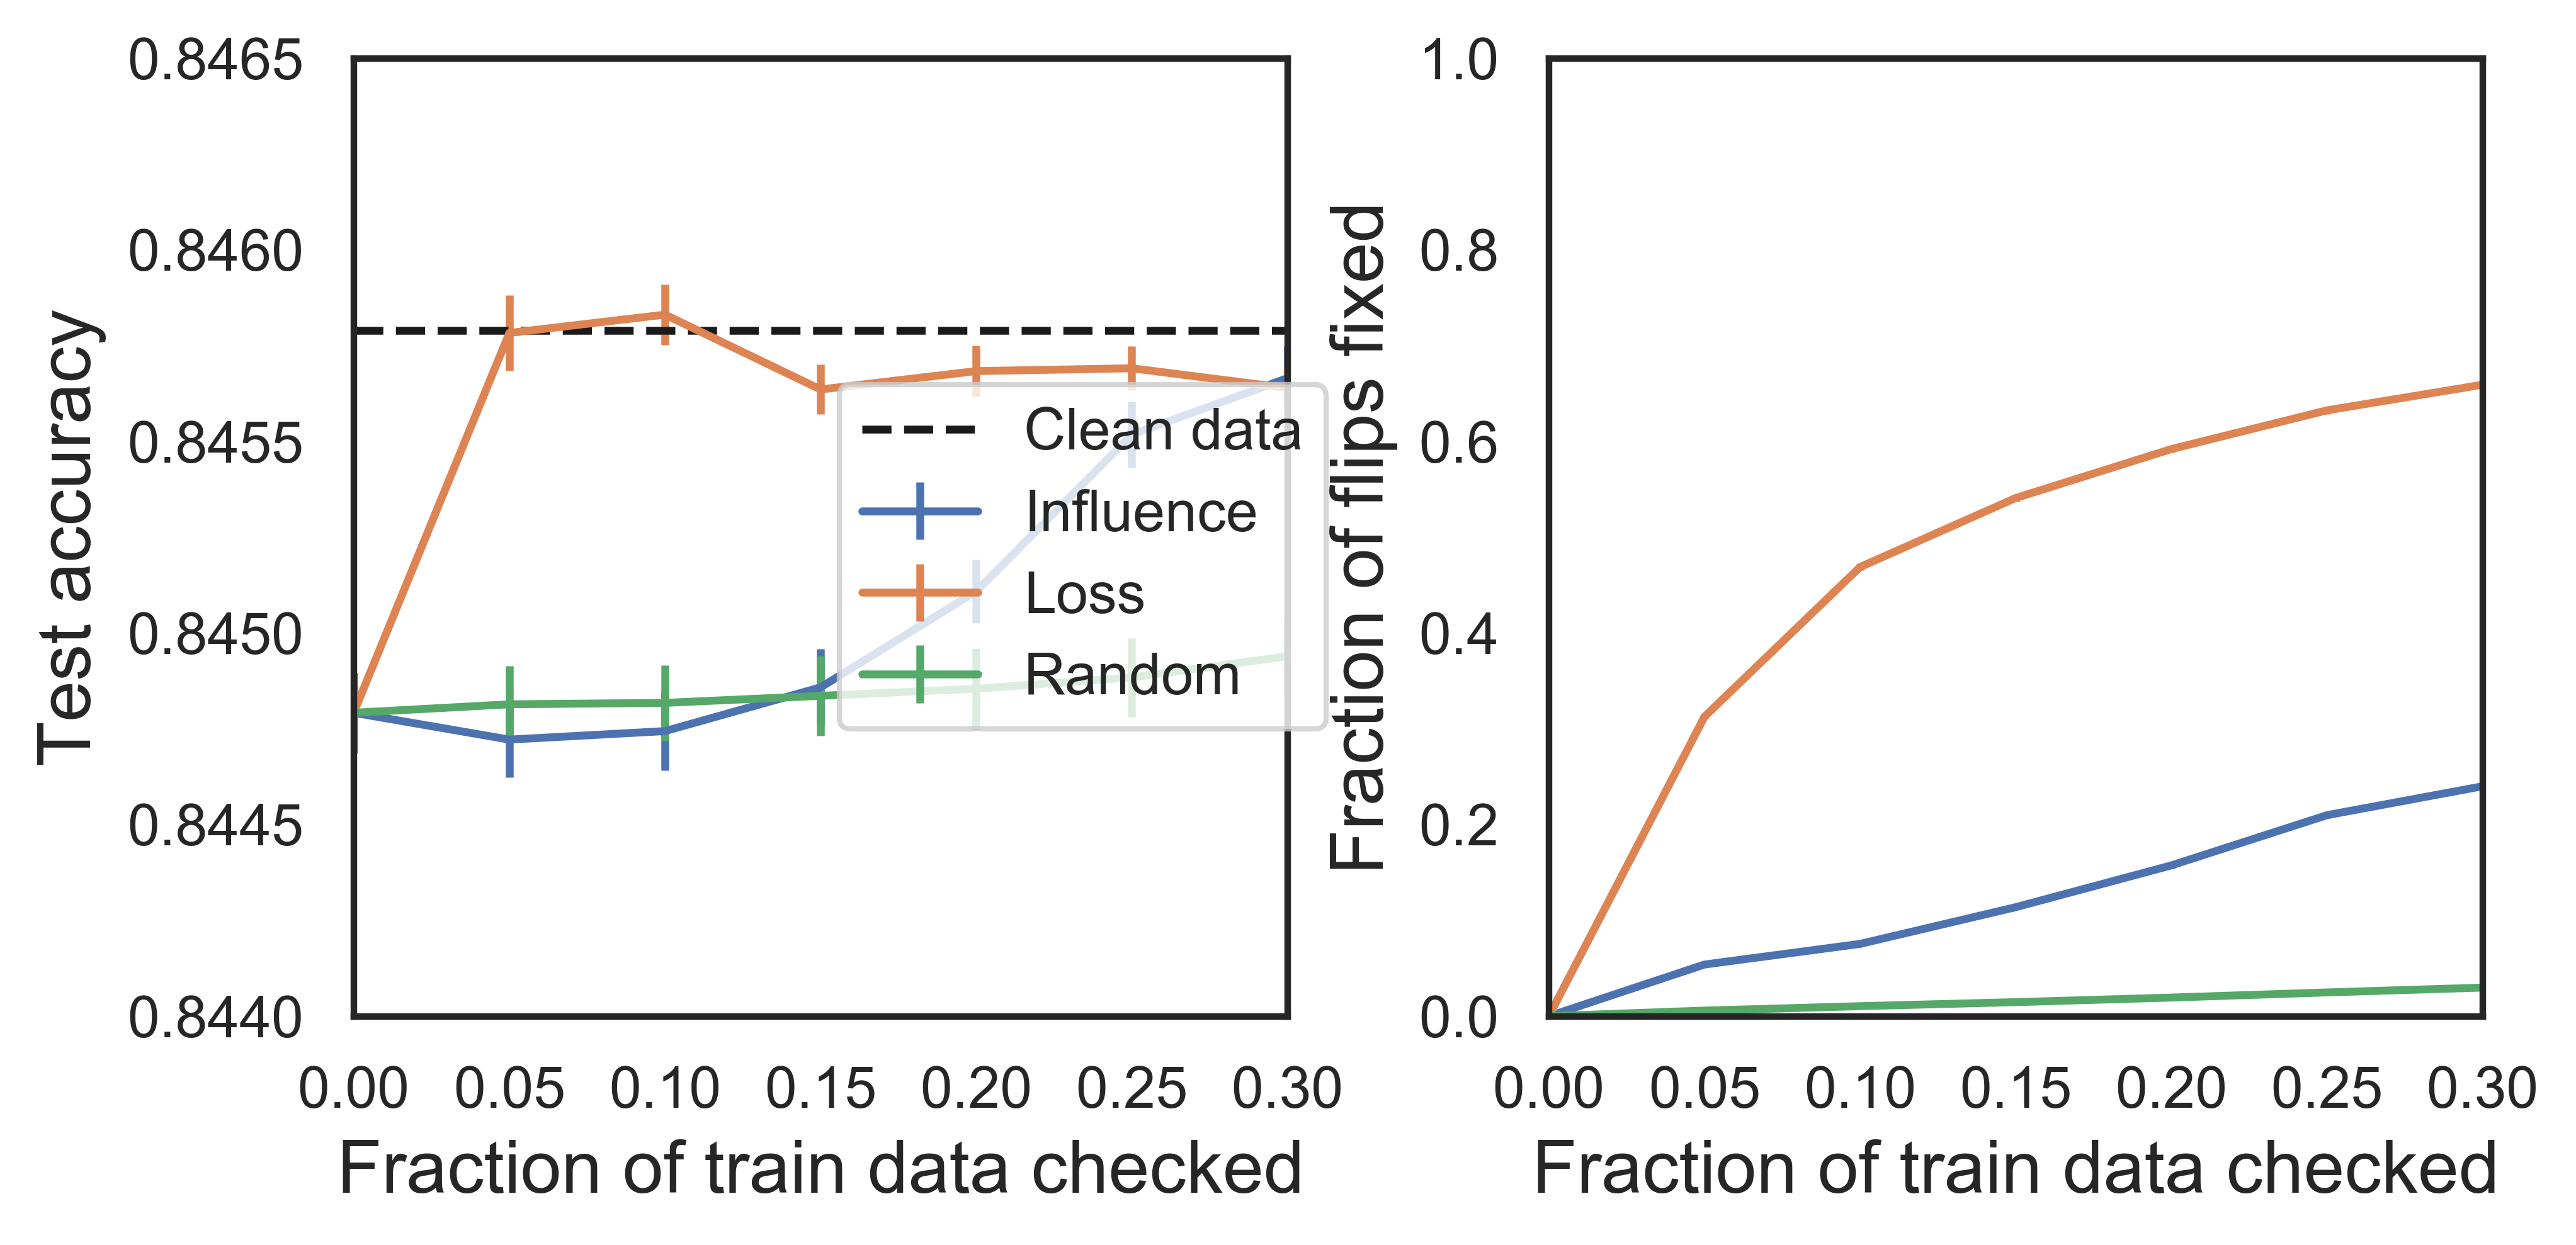 0.8465
0.8460
0.8455
0.8450
0.8445
0.8440
Test accuracy
0.00 0.05 0.10 0.15 0.20 0.25 0.30
Fraction of train data checked
Clean data
Influence
Loss
Random
1.0
0.8
0.6
0.4
0.2
0.0
Fraction of flips fixed
0.00 0.05 0.10 0.15 0.20 0.25 0.30
Fraction of train data checked